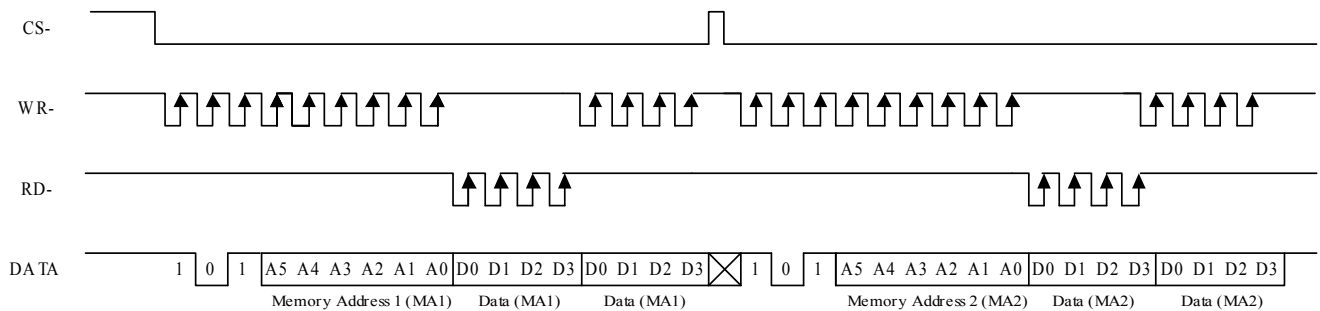 CS-
WR-
RD-
DATA 1 0 1 A5 A4 A3 A2 A1 A0 D0 D1 D2 D3 D0 D1 D2 D3 1 0 1 A5 A4 A3 A2 A1 A0 D0 D1 D2 D3 D0 D1 D2 D3
Memory Address 1 (MA1) Data (MA1) Data (MA1) Memory Address 2 (MA2) Data (MA2) Data (MA2)